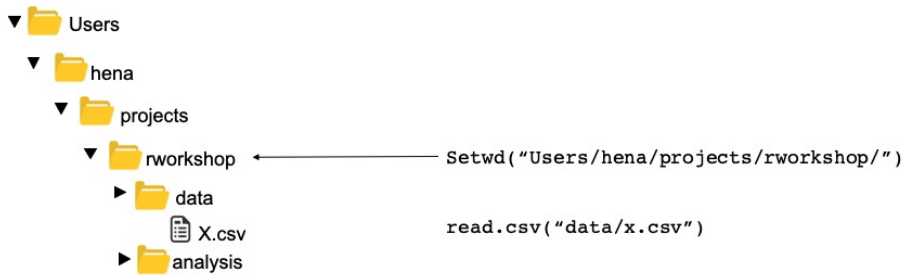 Users
hena
projects
rworkshop
Setwd(“Users/hena/projects/rworkshop/”)
data
X.csv
read.csv(“data/x.csv”)
analysis